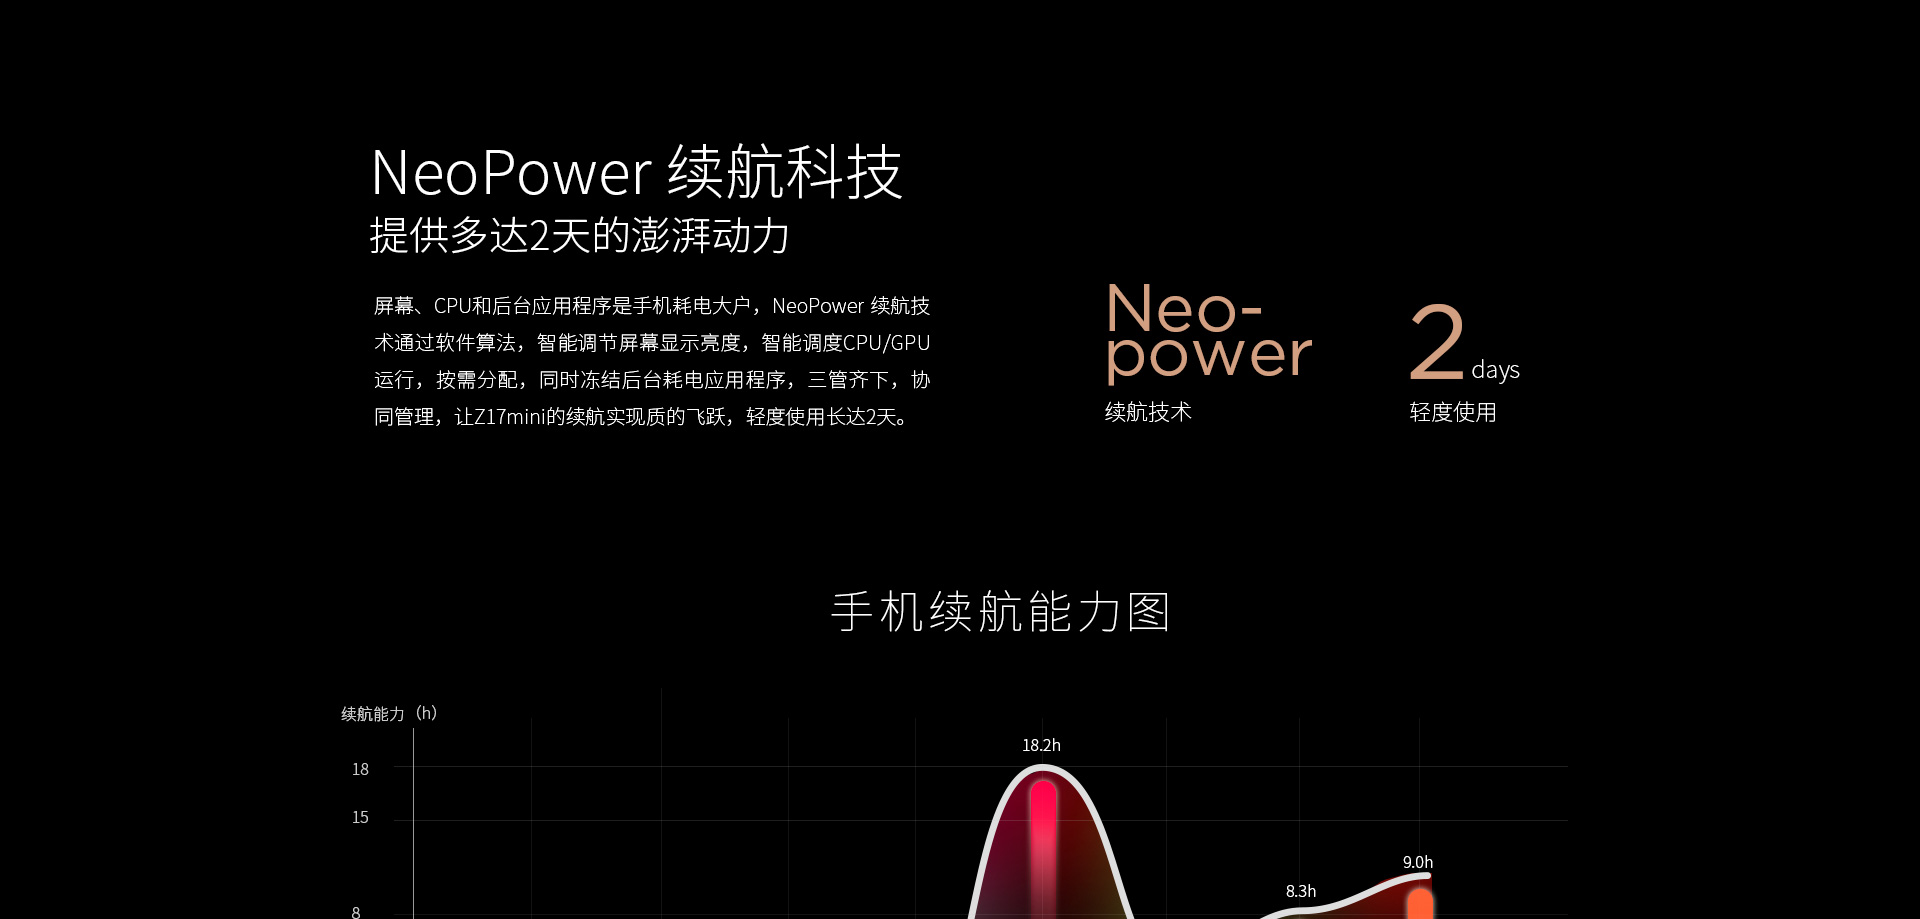 NeoPower 续航科技
提供多达2天的澎湃动力
屏幕、CPU和后台应用程序是手机耗电大户，NeoPower 续航技
术通过软件算法，智能调节屏幕显示亮度，智能调度CPU/GPU
运行，按需分配，同时冻结后台耗电应用程序，三管齐下，协
同管理，让Z17mini的续航实现质的飞跃，轻度使用长达2天。
Neo-
power
续航技术
2 days
轻度使用
手机续航能力图
续航能力（h）
18.2h
18
15
9.0h
8.3h
8